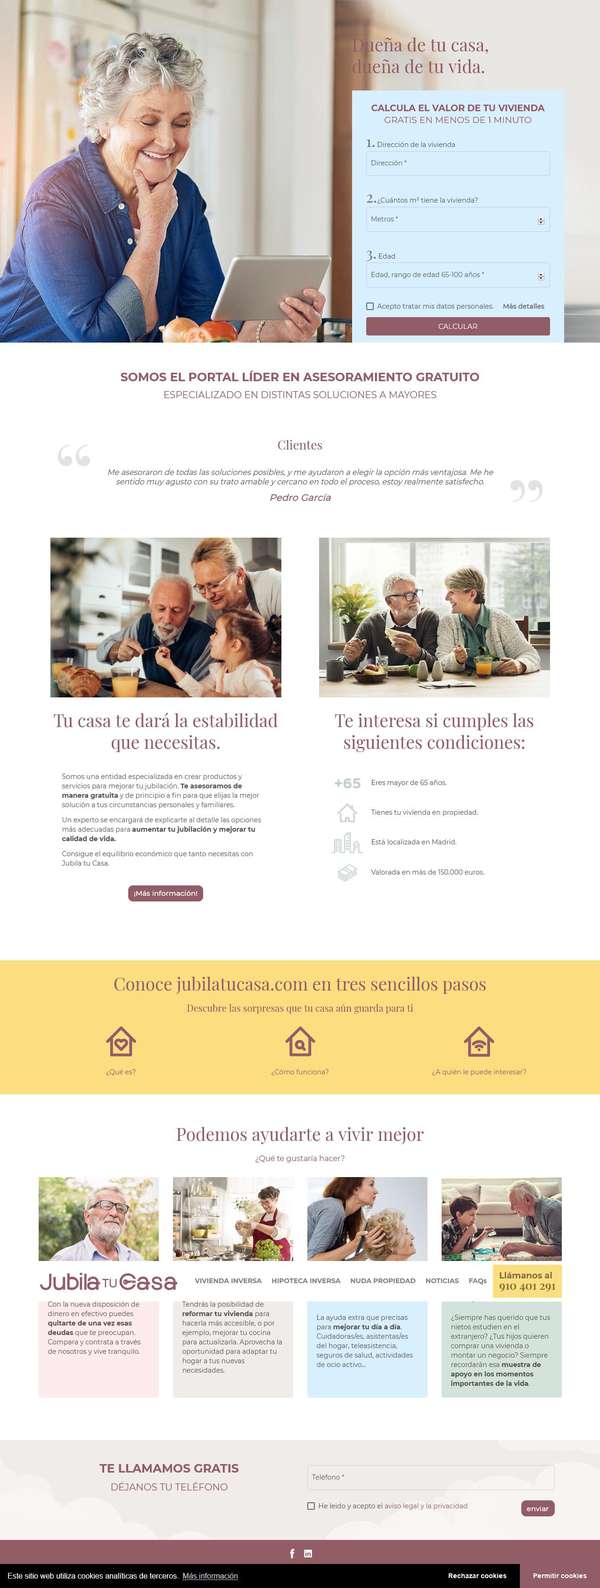 Dueña de tu casa,
dueña de tu vida.
CALCULA EL VALOR DE TU VIVIENDA
GRATIS EN MENOS DE 1 MINUTO
1. Dirección de la vivienda
Dirección *
2. ¿Cuántos m² tiene la vivienda?
Metros *
3. Edad
Edad, rango de edad 65-100 años *
Acepto tratar mis datos personales. Más detalles
CALCULAR
SOMOS EL PORTAL LÍDER EN ASESORAMIENTO GRATUITO
ESPECIALIZADO EN DISTINTAS SOLUCIONES A MAYORES
Clientes
Me asesoraron de todas las soluciones posibles, y me ayudaron a elegir la opción más ventajosa. Me he
sentido muy agusto con su trato amable y cercano en todo el proceso, estoy realmente satisfecho.
Pedro García
Tu casa te dará la estabilidad
que necesitas.
Somos una entidad especializada en crear productos y
servicios para mejorar tu jubilación. Te asesoramos de
manera gratuita y de principio a fin para que elijas la mejor
solución a tus circunstancias personales y familiares.
Un experto se encargará de explicarte al detalle las opciones
más adecuadas para aumentar tu jubilación y mejorar tu
calidad de vida.
Consigue el equilibrio económico que tanto necesitas con
Jubila tu Casa.
¡Más información!
Te interesa si cumples las
siguientes condiciones:
+65 Eres mayor de 65 años.
Tienes tu vivienda en propiedad.
Está localizada en Madrid.
Valorada en más de 150.000 euros.
Conoce jubilatucasa.com en tres sencillos pasos
Descubre las sorpresas que tu casa aún guarda para ti
¿Qué es?
¿Cómo funciona?
¿A quién le puede interesar?
Podemos ayudarte a vivir mejor
¿Qué te gustaría hacer?
Jubila TU Casa
VIVIENDA INVERSA HIPOTECA INVERSA NUDA PROPIEDAD NOTICIAS FAQs
Llámanos al
910 401 291
Con la nueva disposición de
dinero en efectivo puedes
quitarte de una vez esas
deudas que te preocupan.
Compara y contrata a través
de nosotros y vive tranquilo.
Tendrás la posibilidad de
reformar tu vivienda para
hacerla más accesible, o por
ejemplo, mejorar tu cocina
para actualizarla. Aprovecha la
oportunidad para adaptar tu
hogar a tus nuevas
necesidades.
La ayuda extra que precisas
para mejorar tu día a día.
Cuidadoras/es, asistentas/es
del hogar, teleasistencia,
seguros de salud, actividades
de ocio activo...
¿Siempre has querido que tus
nietos estudien en el
extranjero? ¿Tus hijos quieren
comprar una vivienda o
montar un negocio? Siempre
recordarán esa muestra de
apoyo en los momentos
importantes de la vida.
TE LLAMAMOS GRATIS
DÉJANOS TU TELÉFONO
Teléfono *
He leido y acepto el aviso legal y la privacidad
enviar
Este sitio web utiliza cookies analíticas de terceros. Más información
Rechazar cookies
Permitir cookies